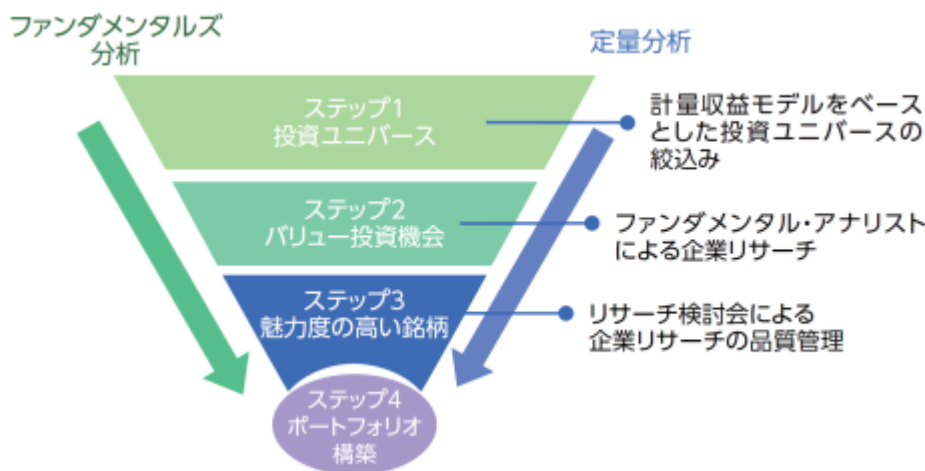 ファンダメンタルズ
分析
定量分析
ステップ1
投資ユニバース
計量収益モデルをベース
とした投資ユニバースの
絞込み
ステップ2
バリュー投資機会
ファンダメンタル・アナリスト
による企業リサーチ
ステップ3
魅力度の高い銘柄
リサーチ検討会による
企業リサーチの品質管理
ステップ4
ポートフォリオ
構築